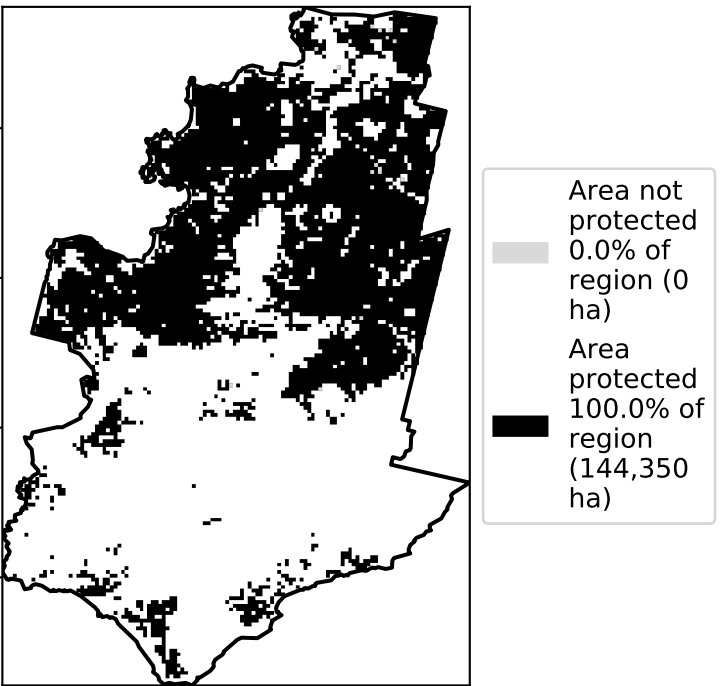 Area not
protected
0.0% of
region (0
ha)
Area
protected
100.0% of
region
(144,350
ha)